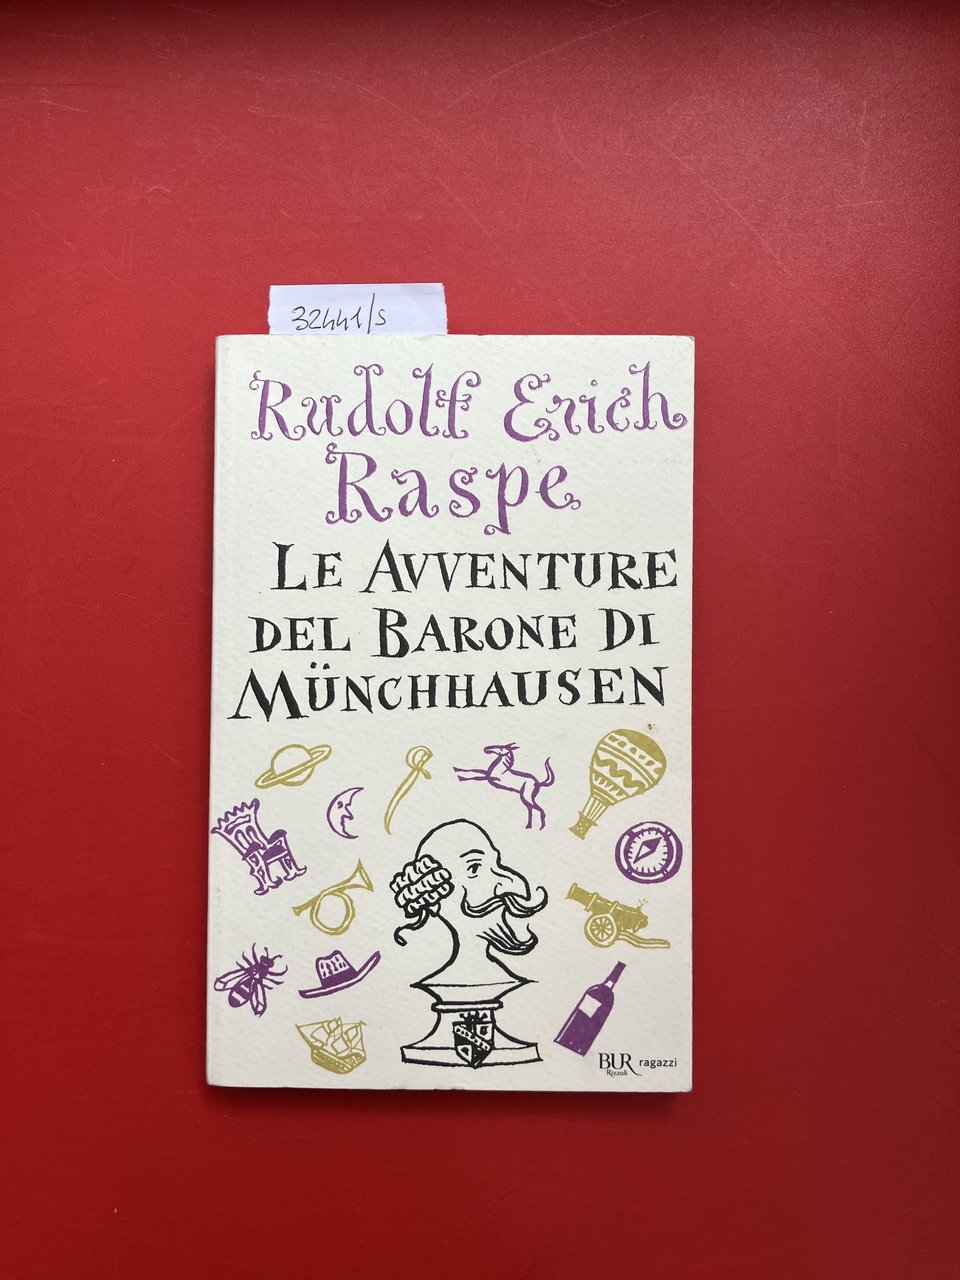 32441/s
Rudolf Erich
Raspe
LE AVVENTURE
DEL BARONE DI
MÜNCHHAUSEN
BUR ragazzi
Rizzoli